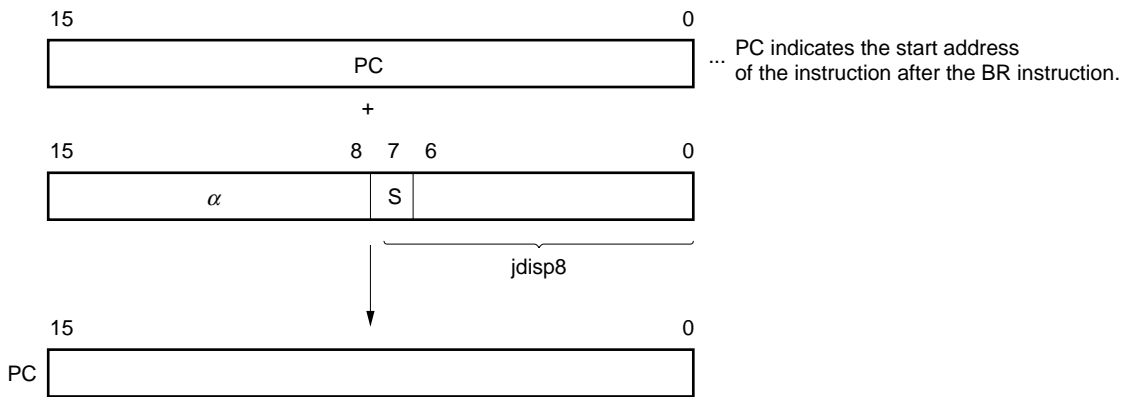 15 0
PC
... PC indicates the start address
of the instruction after the BR instruction.
+
15 8 7 6 0
α S
jdisp8
15 0
PC